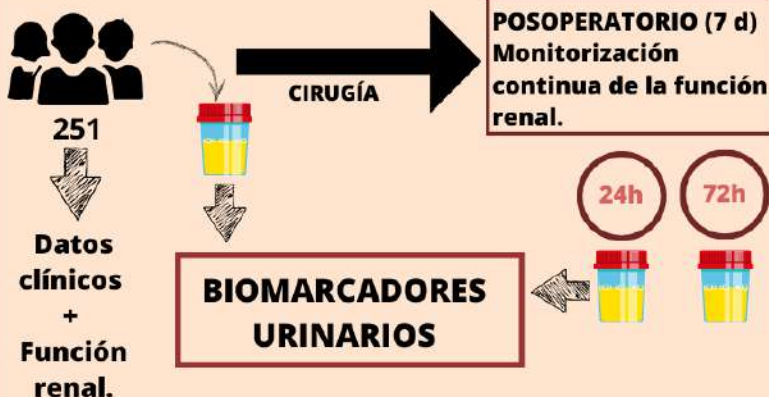 251
Datos
clínicos
+
Función
renal.
CIRUGÍA
POSOPERATORIO (7 d)
Monitorización
continua de la función
renal.
24h
72h
BIOMARCADORES
URINARIOS